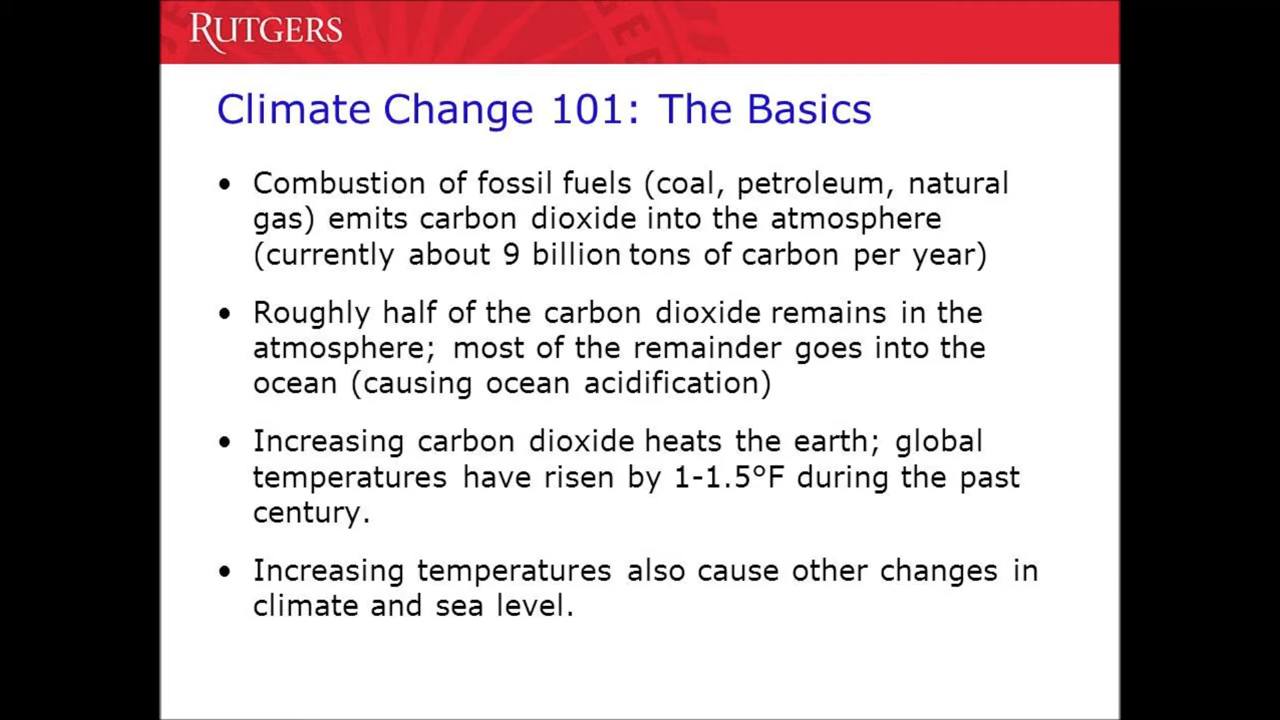 RUTGERS
Climate Change 101: The Basics
• Combustion of fossil fuels (coal, petroleum, natural
gas) emits carbon dioxide into the atmosphere
(currently about 9 billion tons of carbon per year)
• Roughly half of the carbon dioxide remains in the
atmosphere; most of the remainder goes into the
ocean (causing ocean acidification)
• Increasing carbon dioxide heats the earth; global
temperatures have risen by 1-1.5°F during the past
century.
• Increasing temperatures also cause other changes in
climate and sea level.